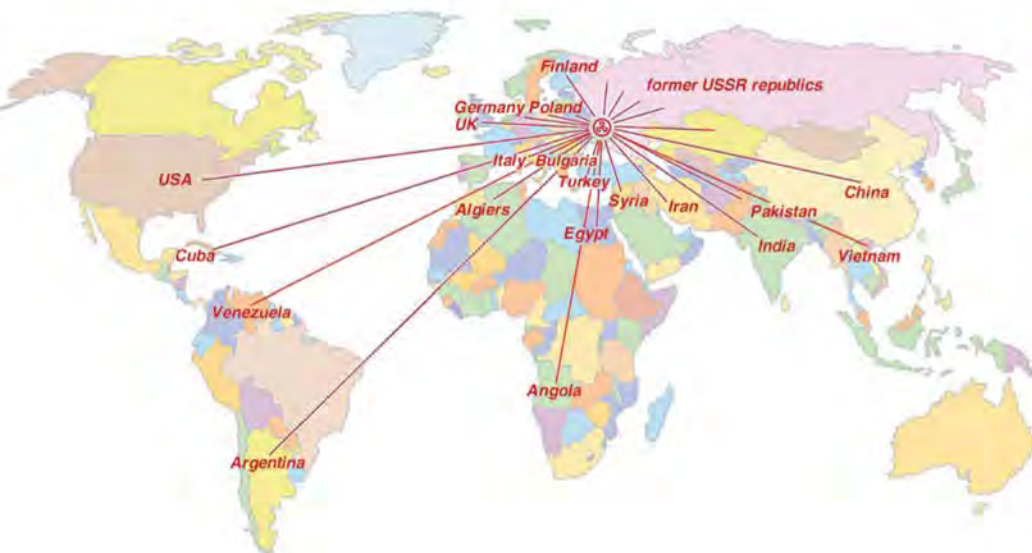 Finland
former USSR republics
Germany Poland
UK
Italy Bulgaria
USA
Turkey
China
Syria
Iran
Algiers
Pakistan
Egypt
India
Cuba
Vietnam
Venezuela
Angola
Argentina